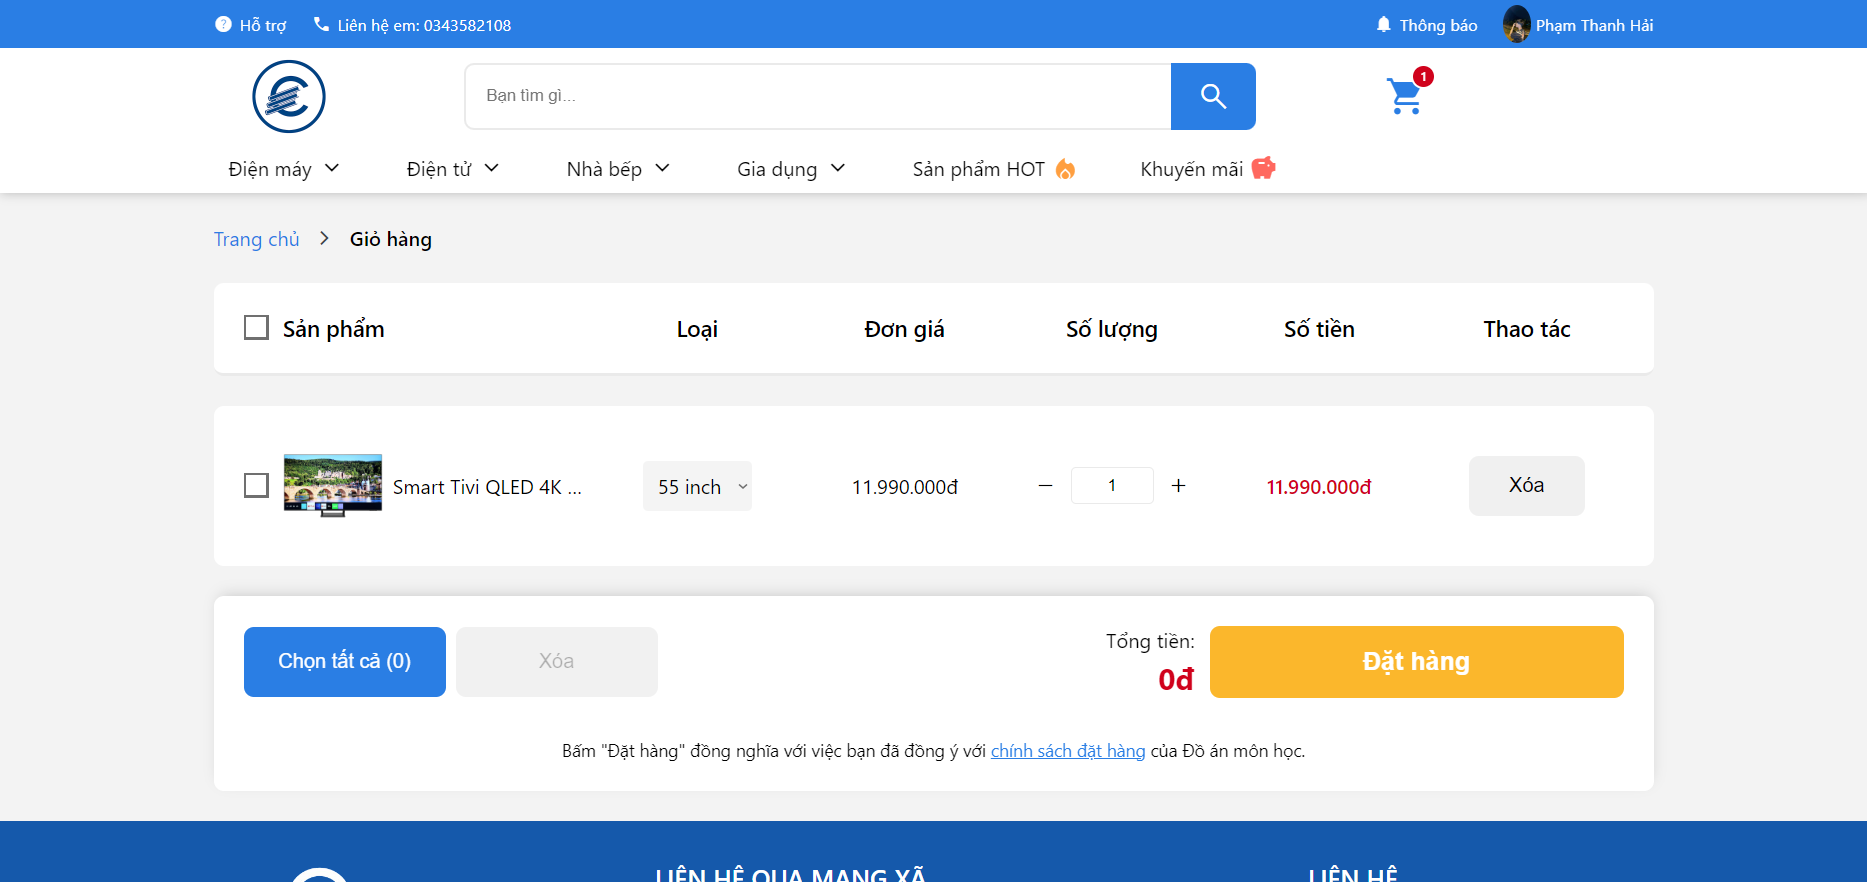 Hỗ trợ Liên hệ em: 0343582108 Thông báo Phạm Thanh Hải
Bạn tìm gì... 1
Điện máy Điện tử Nhà bếp Gia dụng Sản phẩm HOT Khuyến mãi
Trang chủ Giỏ hàng
Sản phẩm Loại Đơn giá Số lượng Số tiền Thao tác
Smart Tivi QLED 4K ... 55 inch 11.990.000đ 1 11.990.000đ Xóa
Chọn tất cả (0) Xóa Tổng tiền: Đặt hàng
0đ
Bấm "Đặt hàng" đồng nghĩa với việc bạn đã đồng ý với chính sách đặt hàng của Đồ án môn học.
LIÊN HỆ QUA MẠNG XÃ LIÊN HỆ